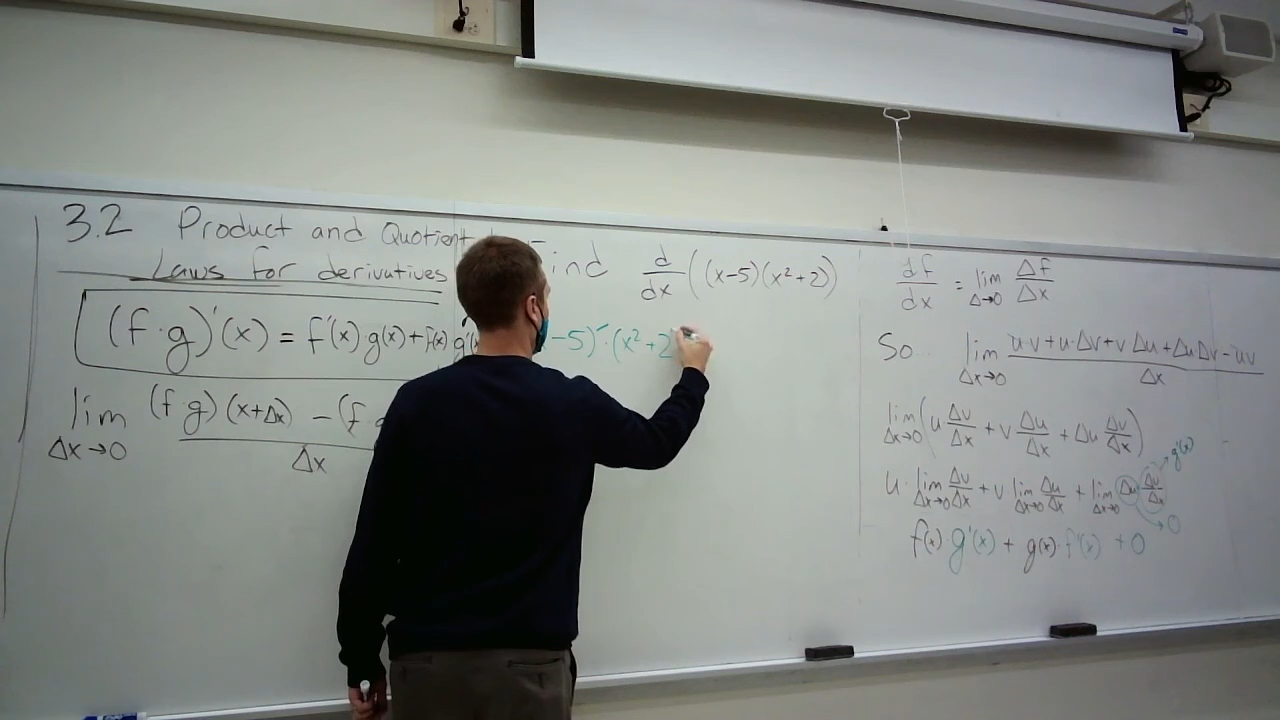 3.2 Product and Quotient
Laws for derivatives
(f·g)'(x) = f'(x) g(x) + f(x) g'(x
lim (f g)(x+Δx) - (f
Δx→0 Δx
ind d/dx ((x-5)(x²+2))
-5)'·(x²+2)
df/dx = lim Δf/Δx
Δ→0
So lim u·v + u·Δv + v Δu + Δu Δv - uv
Δx→0 Δx
lim (u Δv/Δx + v Δu/Δx + Δu Δv/Δx)
Δx→0
u· lim Δv/Δx + v lim Δu/Δx + lim Δu Δv/Δx → g'(x)
Δx→0 Δx→0 Δx→0 → 0
f(x) g'(x) + g(x) f'(x) + 0